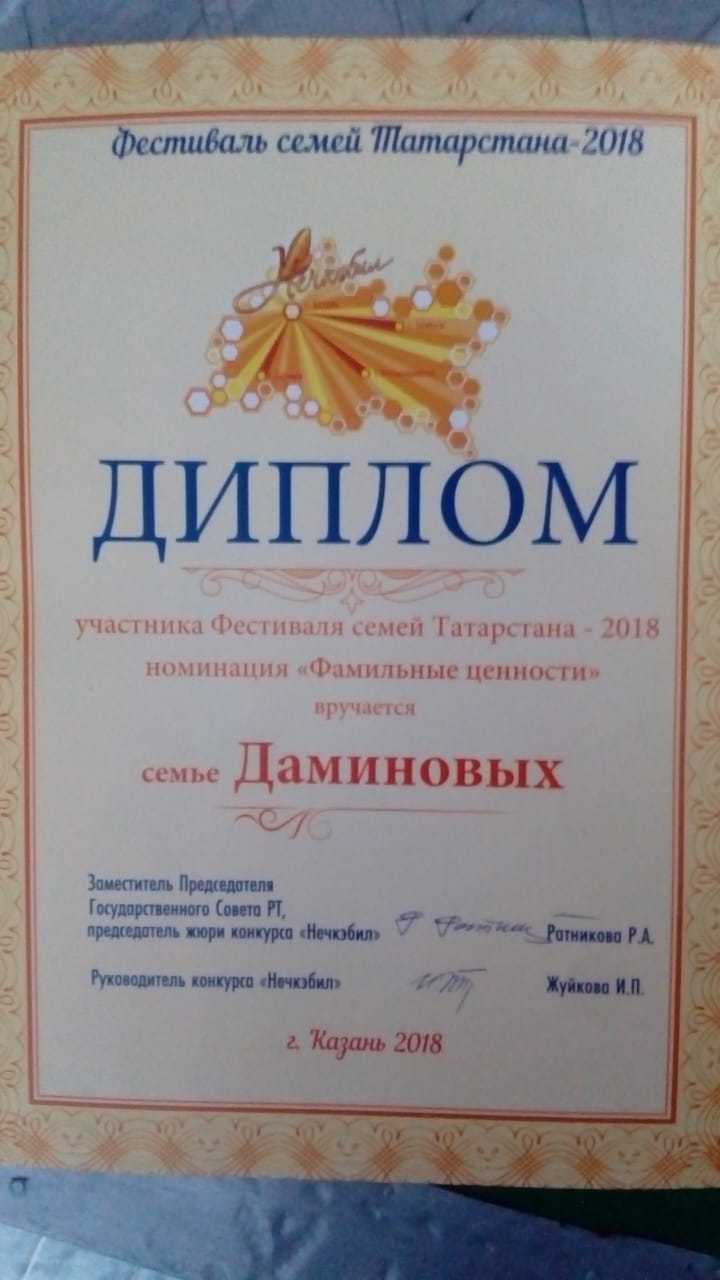 Фестиваль семей Татарстана-2018
Нечкэбил
ДИПЛОМ
участника Фестиваля семей Татарстана - 2018
номинация «Фамильные ценности»
вручается
семье Даминовых
Заместитель Председателя
Государственного Совета РТ,
председатель жюри конкурса «Нечкэбил» Ратникова Р.А.
Руководитель конкурса «Нечкэбил» Жуйкова И.П.
г. Казань 2018